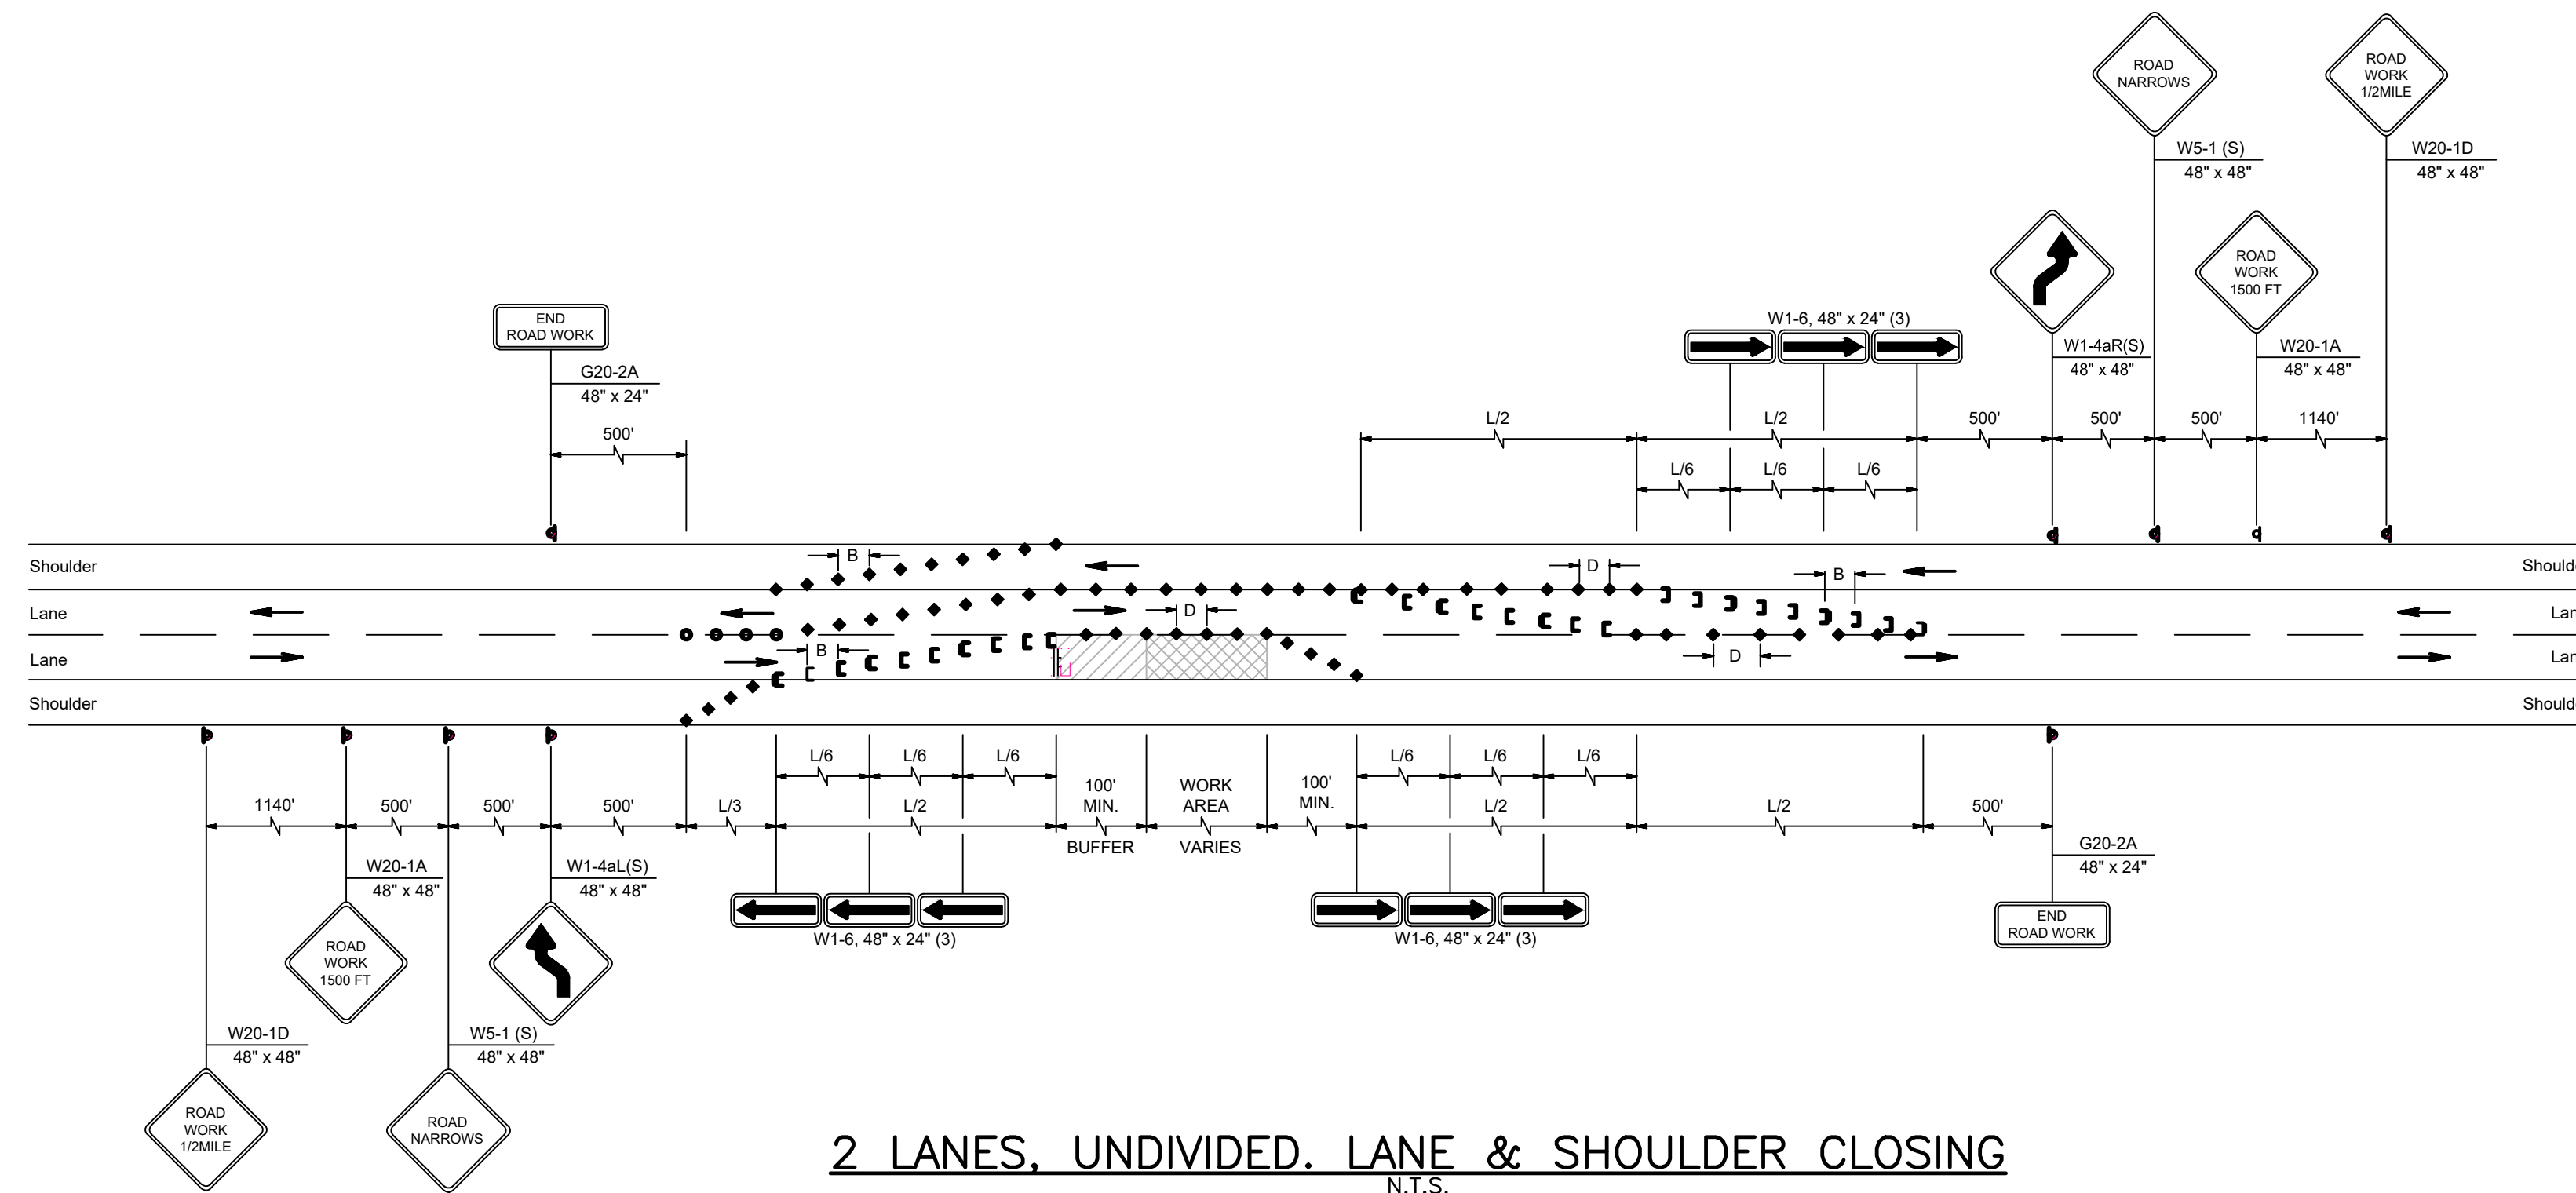 ROAD
NARROWS
ROAD
WORK
1/2MILE
W5-1 (S)
48" x 48"
W20-1D
48" x 48"
ROAD
WORK
1500 FT
END
ROAD WORK
W1-6, 48" x 24" (3)
W1-4aR(S)
48" x 48"
W20-1A
48" x 48"
G20-2A
48" x 24"
500'
L/2
L/2
500'
500'
500'
1140'
L/6
L/6
L/6
Shoulder
B
D
B
Shoulde
Lane
D
Lan
Lane
B
D
Lan
Shoulder
Shoulde
L/6
L/6
L/6
100'
MIN.
WORK
AREA
100'
MIN.
L/6
L/6
L/6
1140'
500'
500'
500'
L/3
L/2
L/2
L/2
500'
BUFFER
VARIES
W20-1A
48" x 48"
W1-4aL(S)
48" x 48"
G20-2A
48" x 24"
W1-6, 48" x 24" (3)
W1-6, 48" x 24" (3)
END
ROAD WORK
ROAD
WORK
1500 FT
W20-1D
48" x 48"
W5-1 (S)
48" x 48"
ROAD
WORK
1/2MILE
ROAD
NARROWS
2 LANES, UNDIVIDED. LANE & SHOULDER CLOSING
N.T.S.